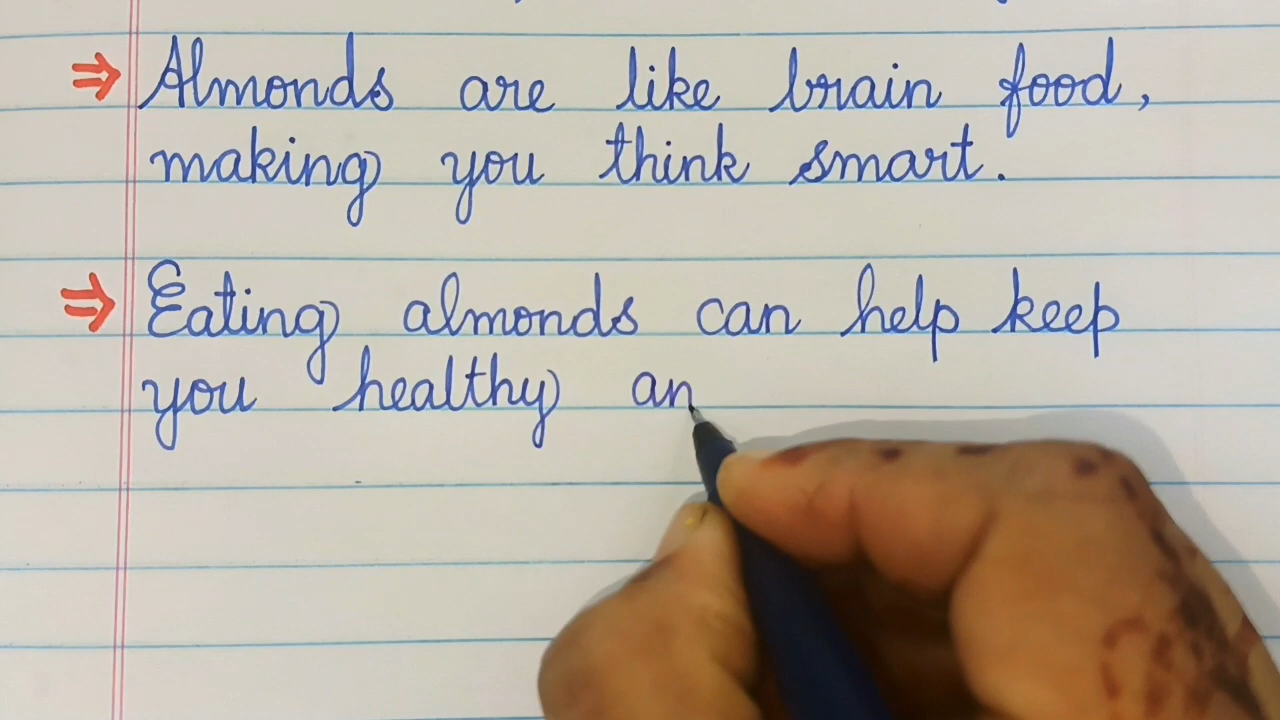 ⇒ Almonds are like brain food,
making you think smart.
⇒ Eating almonds can help keep
you healthy an